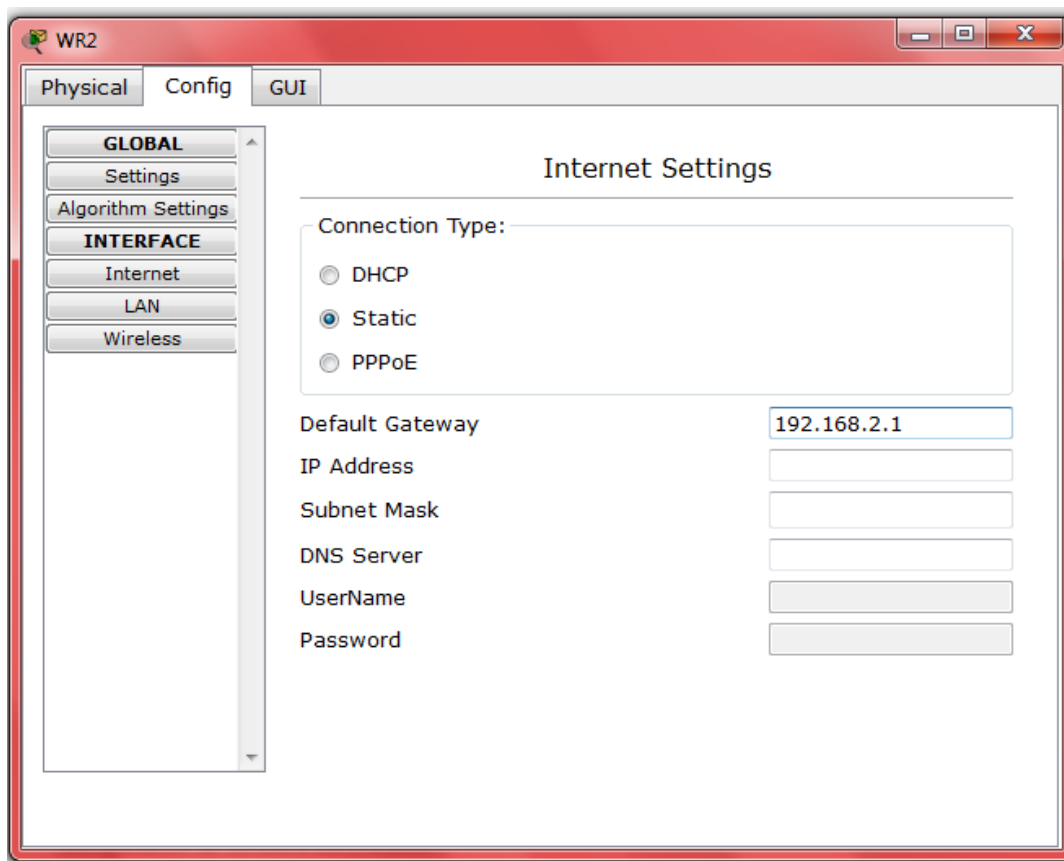 WR2
Physical Config GUI
GLOBAL
Settings
Algorithm Settings
INTERFACE
Internet
LAN
Wireless
Internet Settings
Connection Type:
DHCP
Static
PPPoE
Default Gateway 192.168.2.1
IP Address
Subnet Mask
DNS Server
UserName
Password